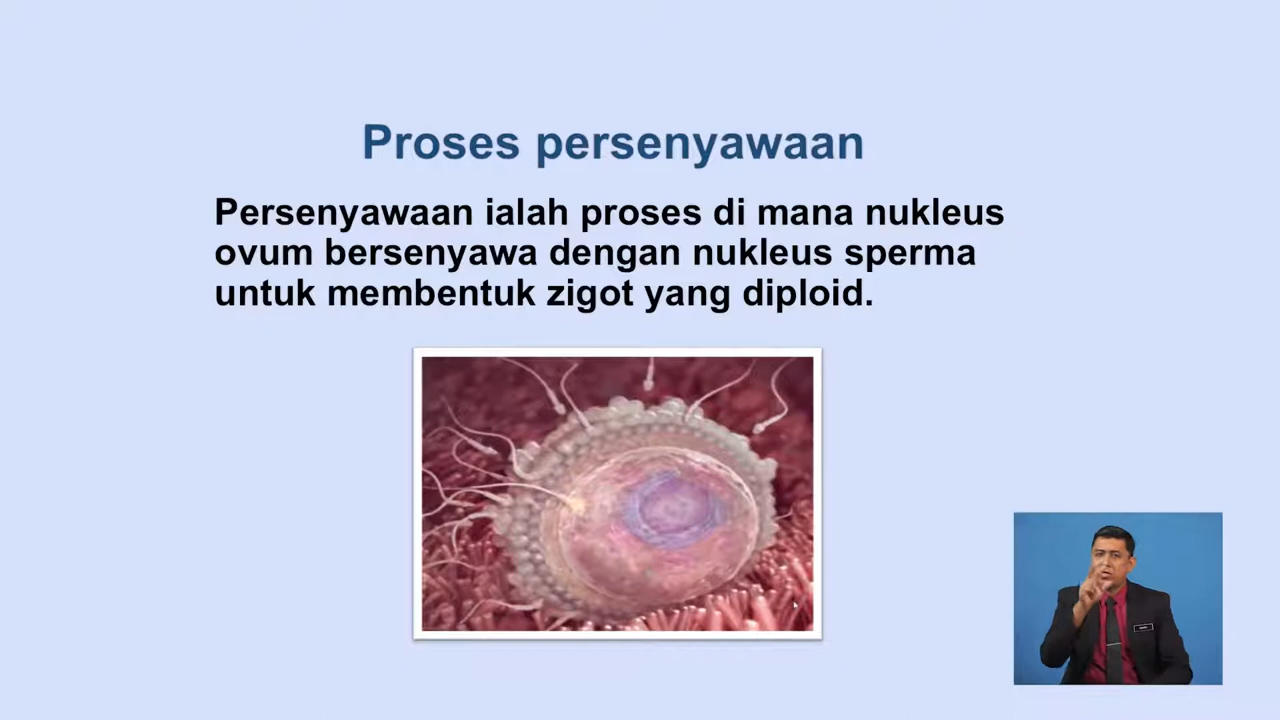 Proses persenyawaan
Persenyawaan ialah proses di mana nukleus
ovum bersenyawa dengan nukleus sperma
untuk membentuk zigot yang diploid.